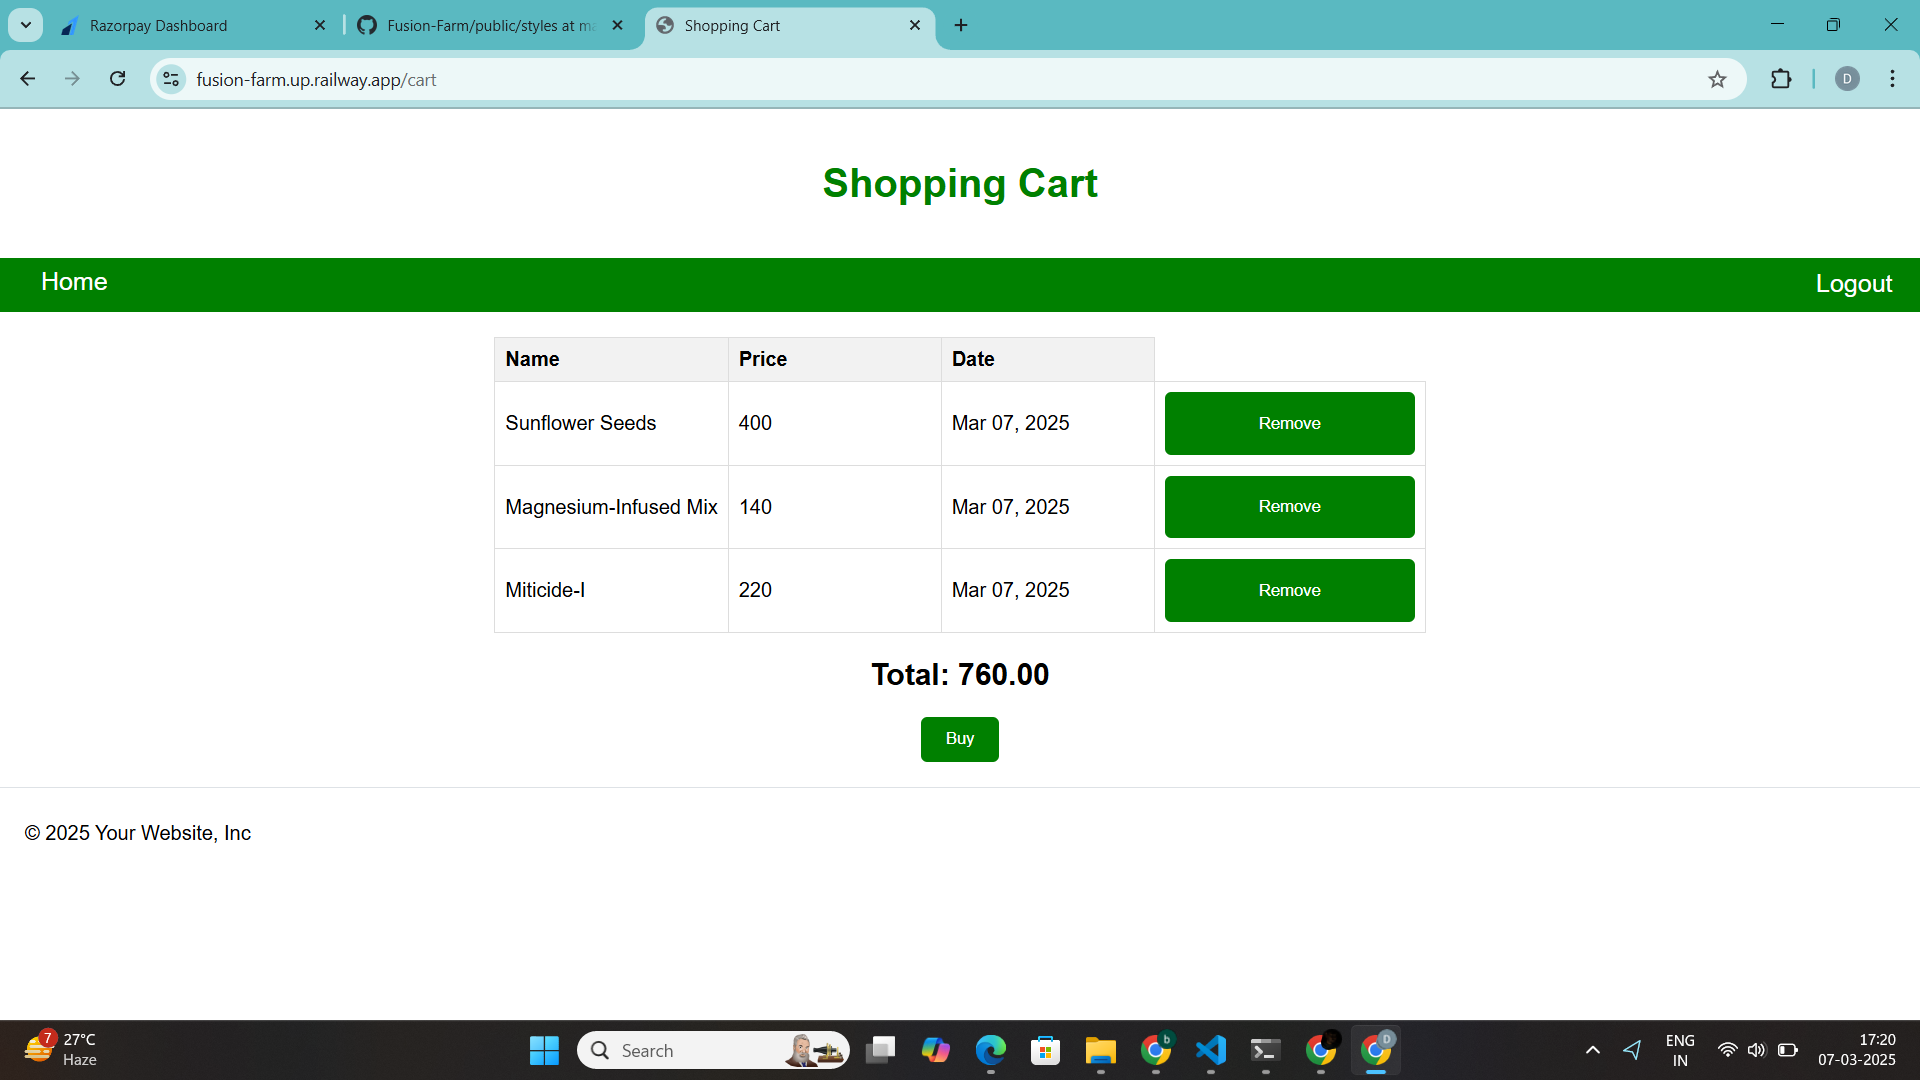 Razorpay Dashboard
Fusion-Farm/public/styles at ma
Shopping Cart
fusion-farm.up.railway.app/cart
D
Shopping Cart
Home
Logout
Name Price Date
Sunflower Seeds 400 Mar 07, 2025 Remove
Magnesium-Infused Mix 140 Mar 07, 2025 Remove
Miticide-I 220 Mar 07, 2025 Remove
Total: 760.00
Buy
© 2025 Your Website, Inc
7
27°C
Haze
Search
b
D
ENG
IN
17:20
07-03-2025